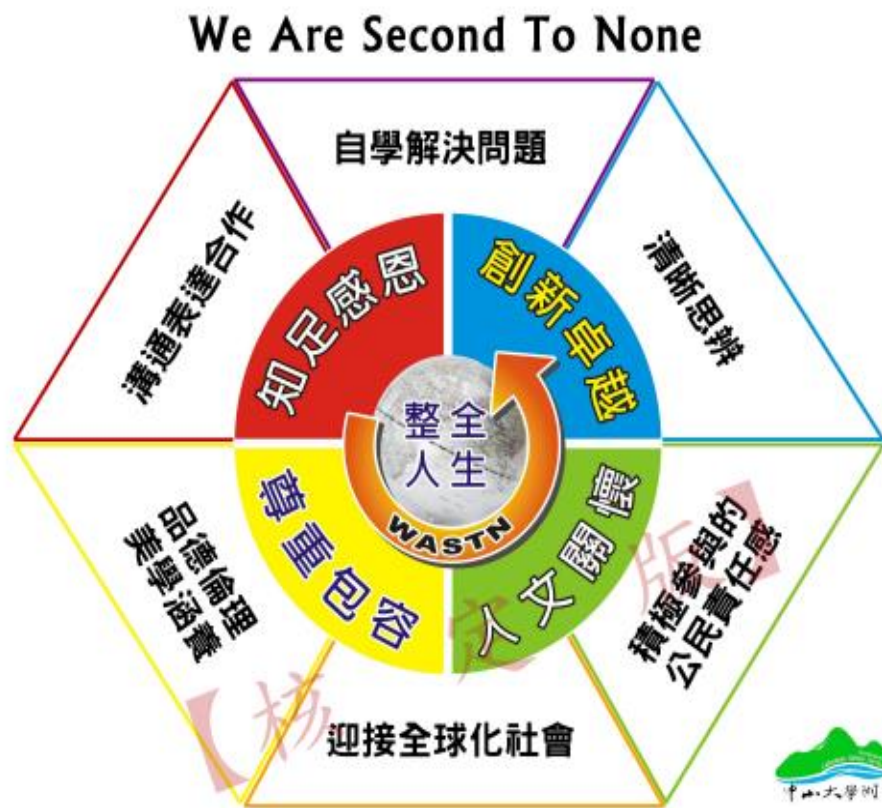 We Are Second To None
自學解決問題
溝通表達合作
清晰思辨
知足感恩
創新卓越
整全
人生
WASTN
尊重包容
人文關懷
品德倫理
美學涵養
積極參與的
公民責任感
迎接全球化社會
【核定版】